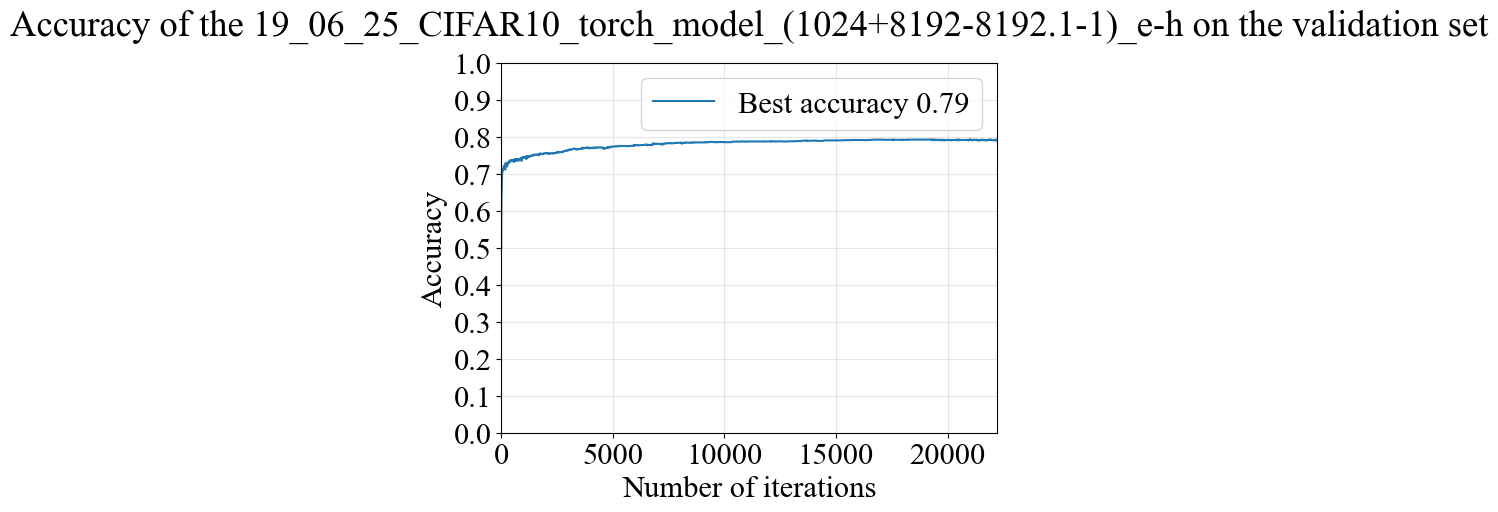 Accuracy of the 19_06_25_CIFAR10_torch_model_(1024+8192-8192.1-1)_e-h on the validation set
Best accuracy 0.79
1.0
0.9
0.8
0.7
0.6
0.5
0.4
0.3
0.2
0.1
0.0
Accuracy
0 5000 10000 15000 20000
Number of iterations